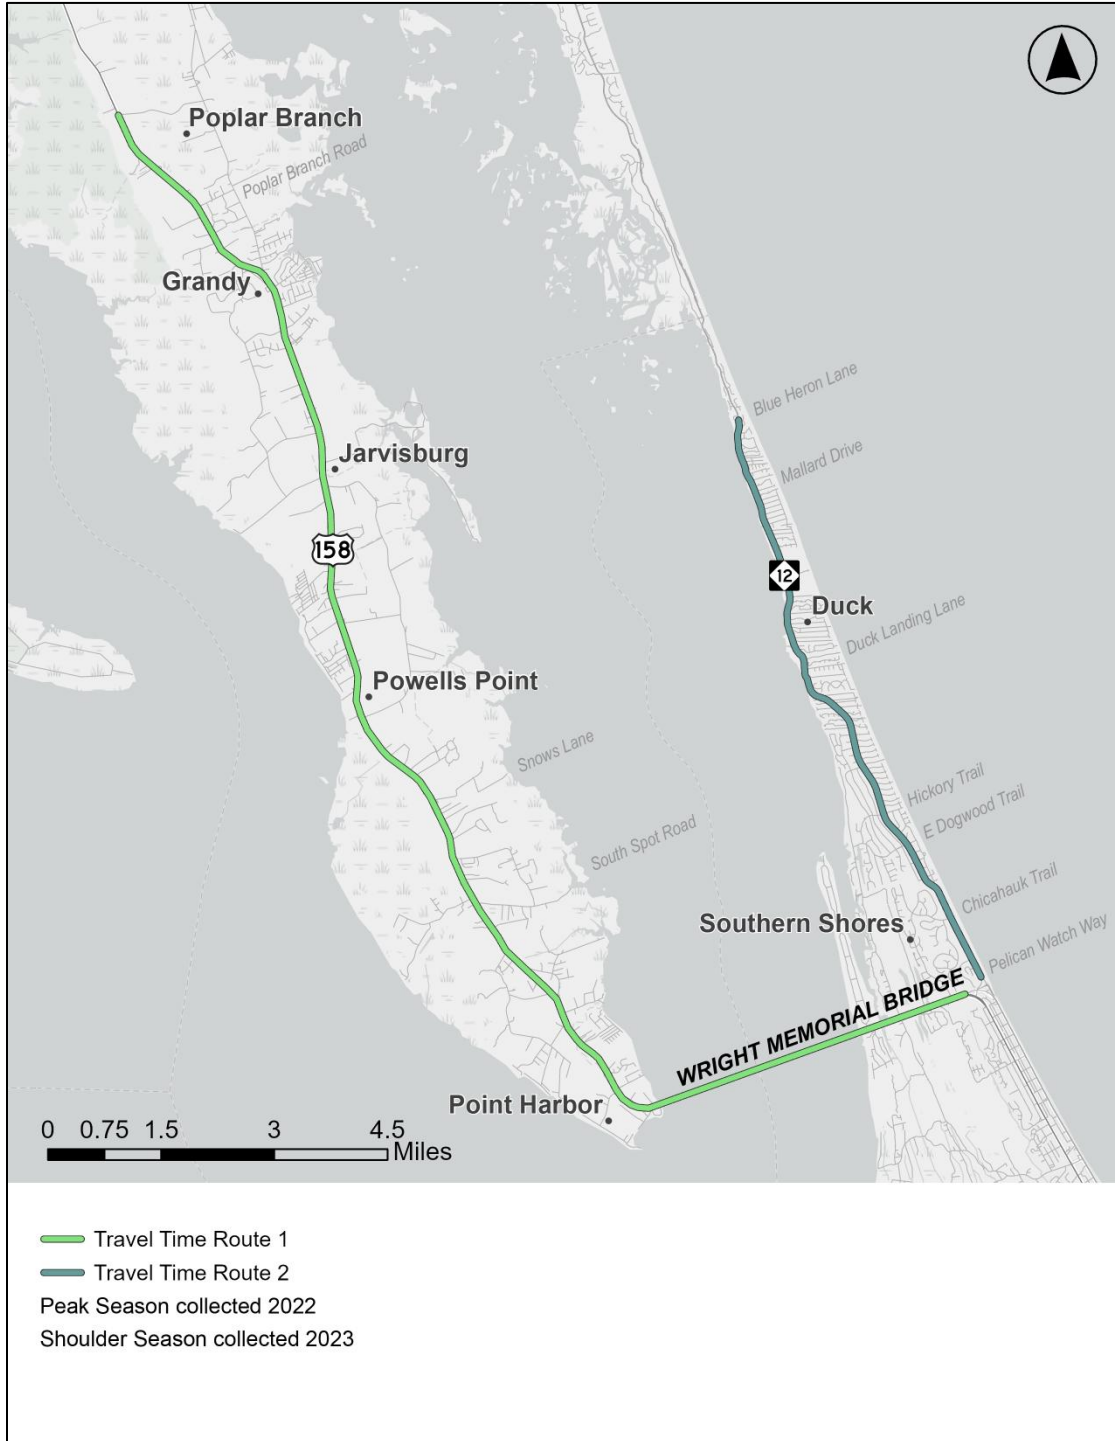 Poplar Branch
Poplar Branch Road
Grandy
Blue Heron Lane
Mallard Drive
Jarvisburg
158
12
Duck
Duck Landing Lane
Powells Point
Snows Lane
Hickory Trail
E Dogwood Trail
South Spot Road
Chicahauk Trail
Southern Shores
Pelican Watch Way
WRIGHT MEMORIAL BRIDGE
Point Harbor
0 0.75 1.5 3 4.5
Miles
Travel Time Route 1
Travel Time Route 2
Peak Season collected 2022
Shoulder Season collected 2023